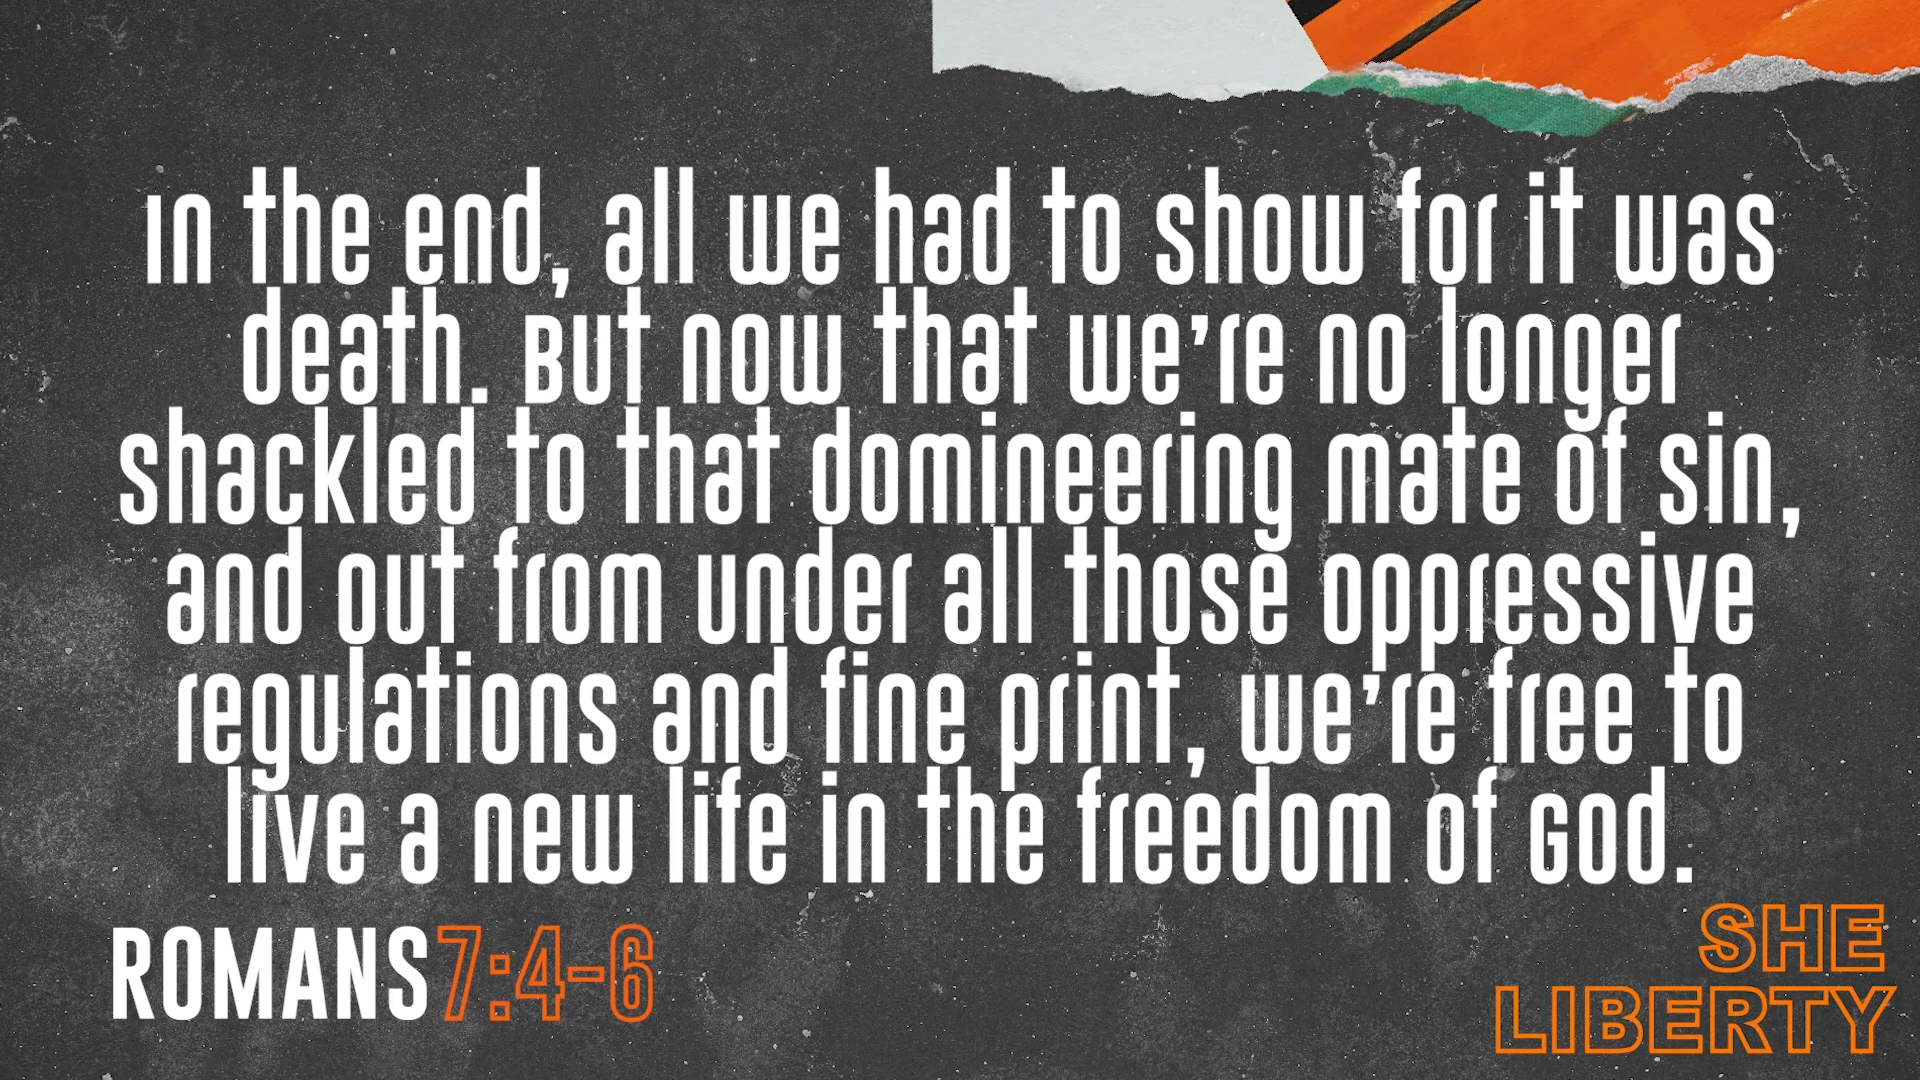 In the end, all we had to show for it was
death. But now that we're no longer
shackled to that domineering mate of sin,
and out from under all those oppressive
regulations and fine print, we're free to
live a new life in the freedom of God.
ROMANS 7:4-6
SHE
LIBERTY